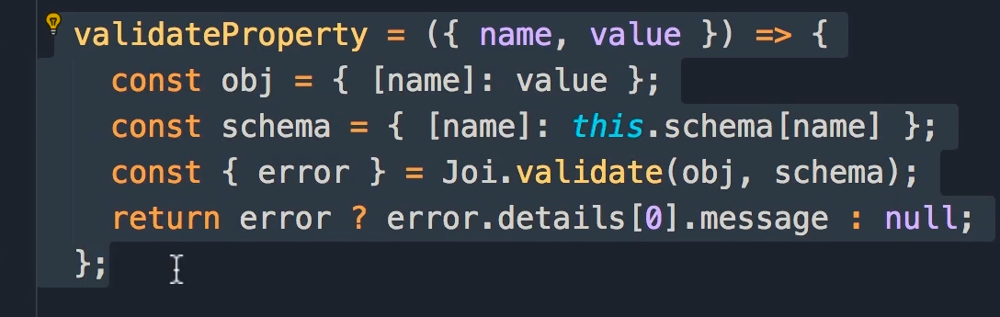 validateProperty = ({ name, value }) => {
  const obj = { [name]: value };
  const schema = { [name]: this.schema[name] };
  const { error } = Joi.validate(obj, schema);
  return error ? error.details[0].message : null;
};